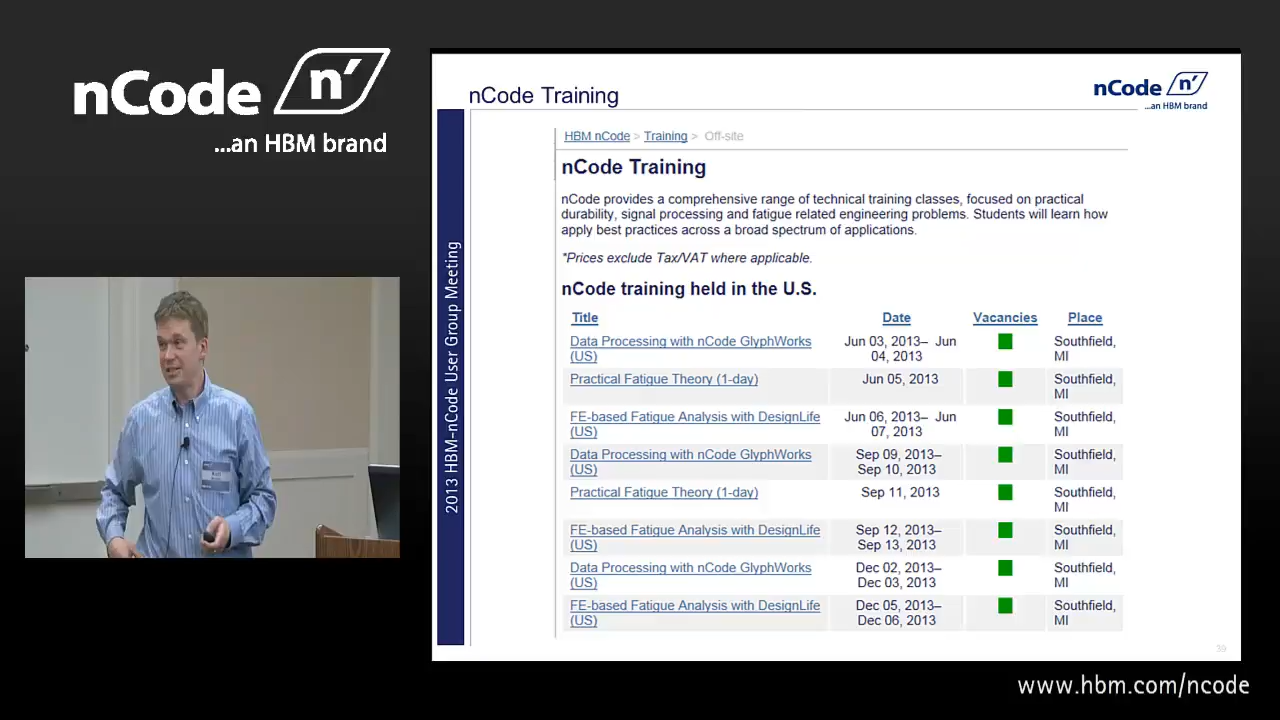 nCode n'
...an HBM brand
nCode Training
nCode n'
...an HBM brand
2013 HBM-nCode User Group Meeting
HBM nCode > Training > Off-site
nCode Training
nCode provides a comprehensive range of technical training classes, focused on practical
durability, signal processing and fatigue related engineering problems. Students will learn how
apply best practices across a broad spectrum of applications.
*Prices exclude Tax/VAT where applicable.
nCode training held in the U.S.
Title Date Vacancies Place
Data Processing with nCode GlyphWorks Jun 03, 2013– Jun Southfield,
(US) 04, 2013 MI
Practical Fatigue Theory (1-day) Jun 05, 2013 Southfield,
MI
FE-based Fatigue Analysis with DesignLife Jun 06, 2013– Jun Southfield,
(US) 07, 2013 MI
Data Processing with nCode GlyphWorks Sep 09, 2013– Southfield,
(US) Sep 10, 2013 MI
Practical Fatigue Theory (1-day) Sep 11, 2013 Southfield,
MI
FE-based Fatigue Analysis with DesignLife Sep 12, 2013– Southfield,
(US) Sep 13, 2013 MI
Data Processing with nCode GlyphWorks Dec 02, 2013– Southfield,
(US) Dec 03, 2013 MI
FE-based Fatigue Analysis with DesignLife Dec 05, 2013– Southfield,
(US) Dec 06, 2013 MI
39
www.hbm.com/ncode